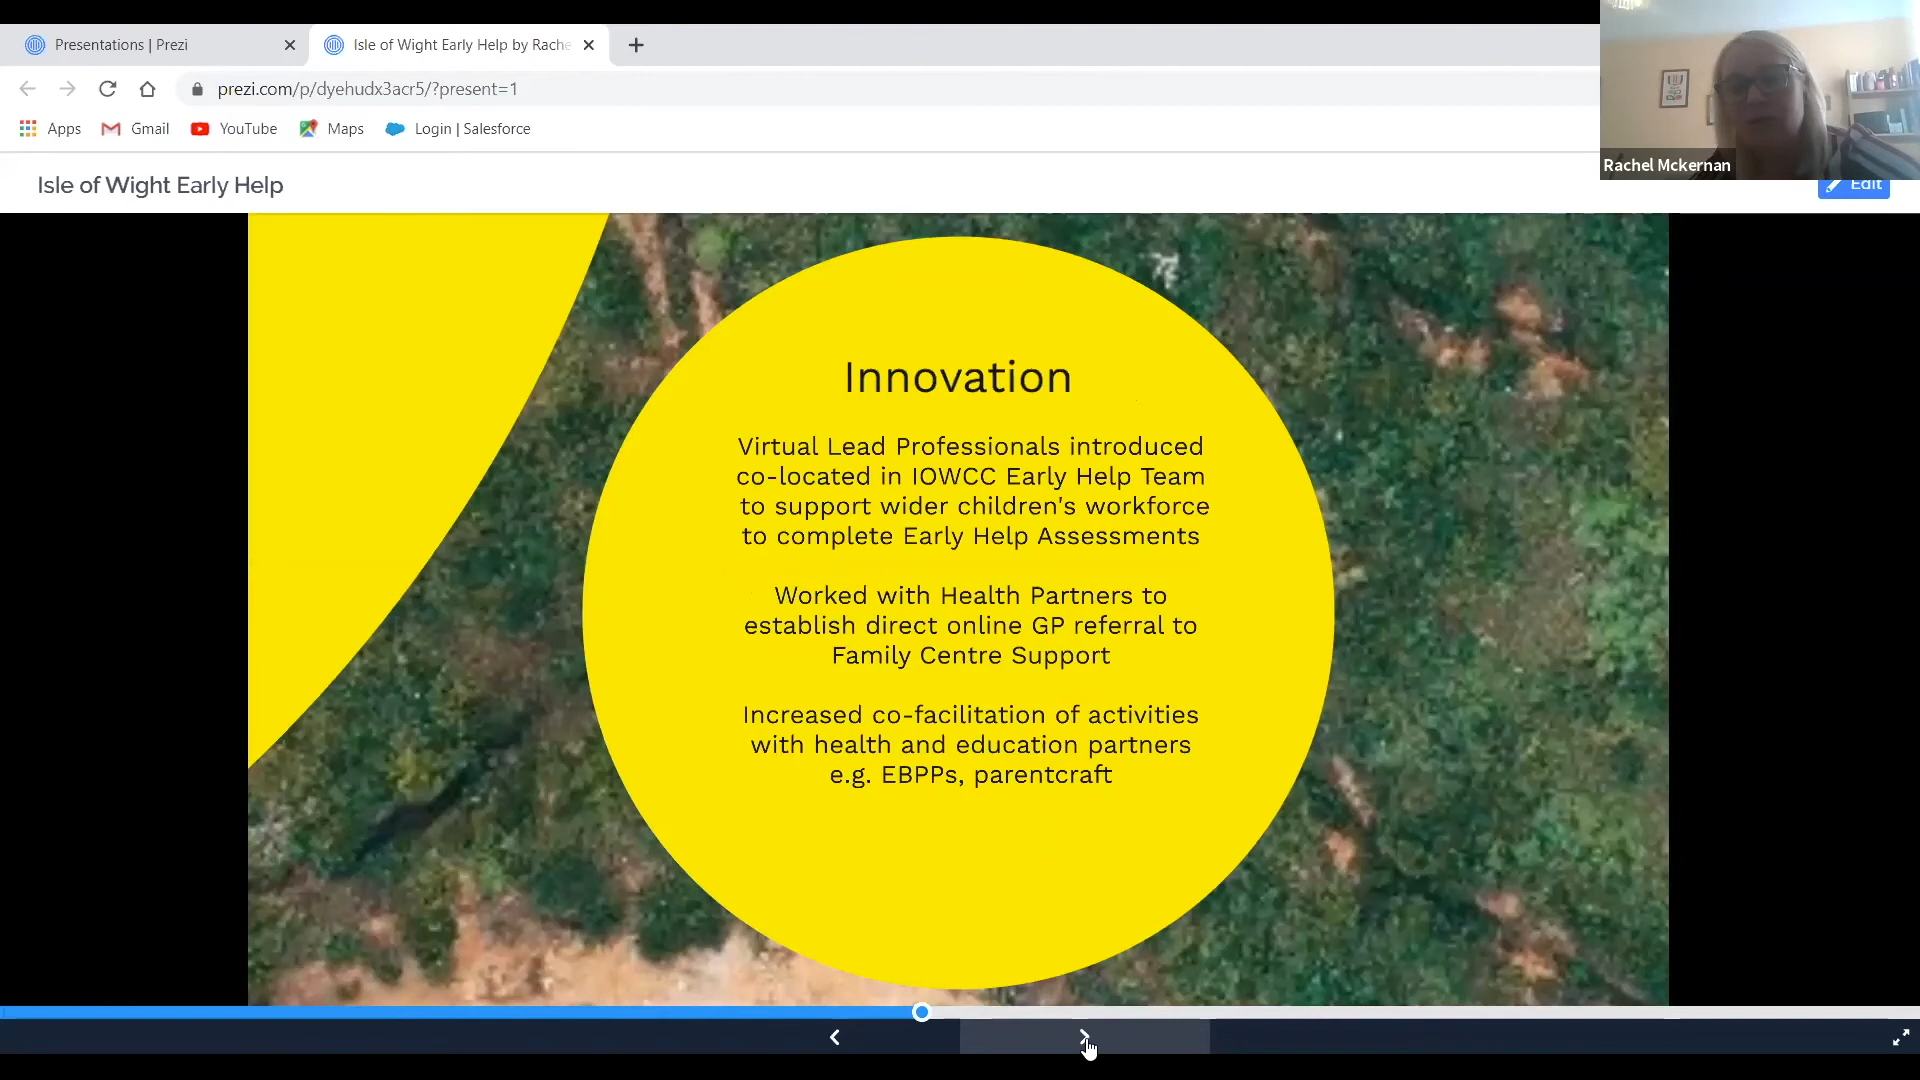 Presentations | Prezi
Isle of Wight Early Help by Rache
prezi.com/p/dyehudx3acr5/?present=1
Apps
Gmail
YouTube
Maps
Login | Salesforce
Rachel Mckernan
Isle of Wight Early Help
Edit
Innovation
Virtual Lead Professionals introduced
co-located in IOWCC Early Help Team
to support wider children's workforce
to complete Early Help Assessments
Worked with Health Partners to
establish direct online GP referral to
Family Centre Support
Increased co-facilitation of activities
with health and education partners
e.g. EBPPs, parentcraft